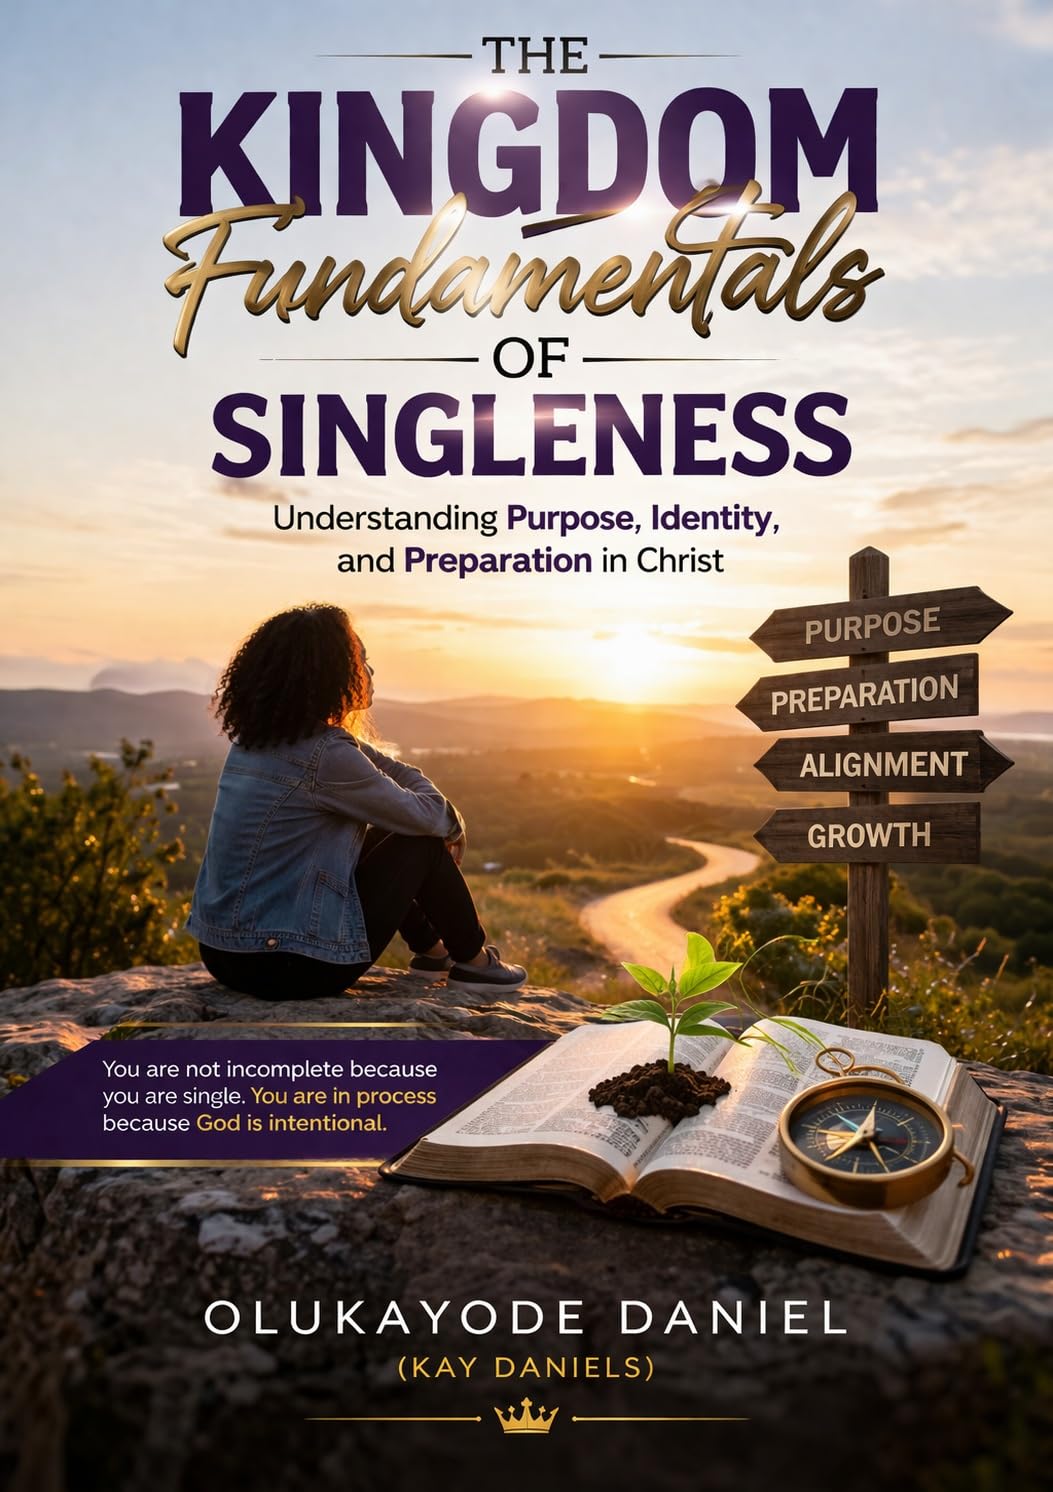 THE
KINGDOM
Fundamentals
OF
SINGLENESS
Understanding Purpose, Identity,
and Preparation in Christ
PURPOSE
PREPARATION
ALIGNMENT
GROWTH
You are not incomplete because
you are single. You are in process
because God is intentional.
OLUKAYODE DANIEL
(KAY DANIELS)